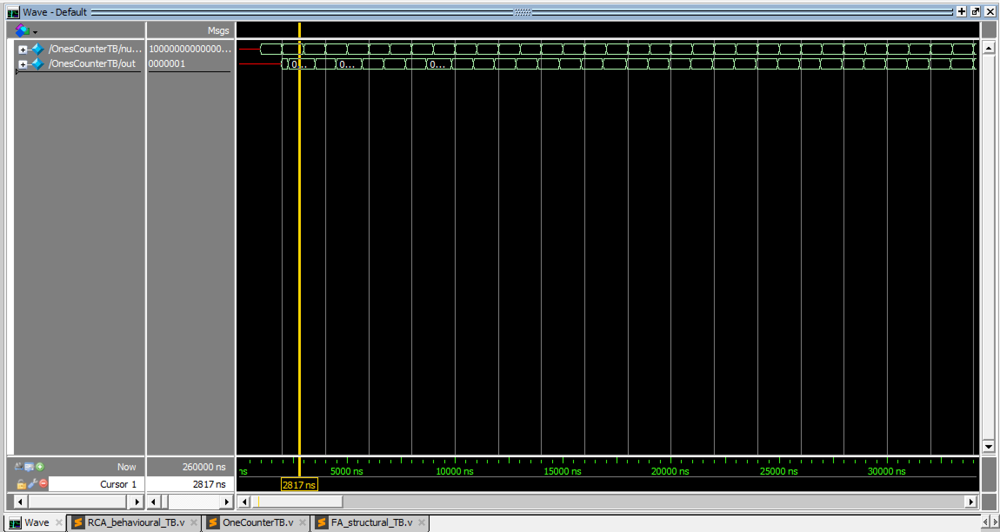 Wave - Default
Msgs
/OnesCounterTB/nu... 10000000000000...
/OnesCounterTB/out 0000001 0... 0... 0...
Now 260000 ns ns 5000 ns 10000 ns 15000 ns 20000 ns 25000 ns 30000 ns
Cursor 1 2817 ns 2817 ns
Wave RCA_behavioural_TB.v OneCounterTB.v FA_structural_TB.v